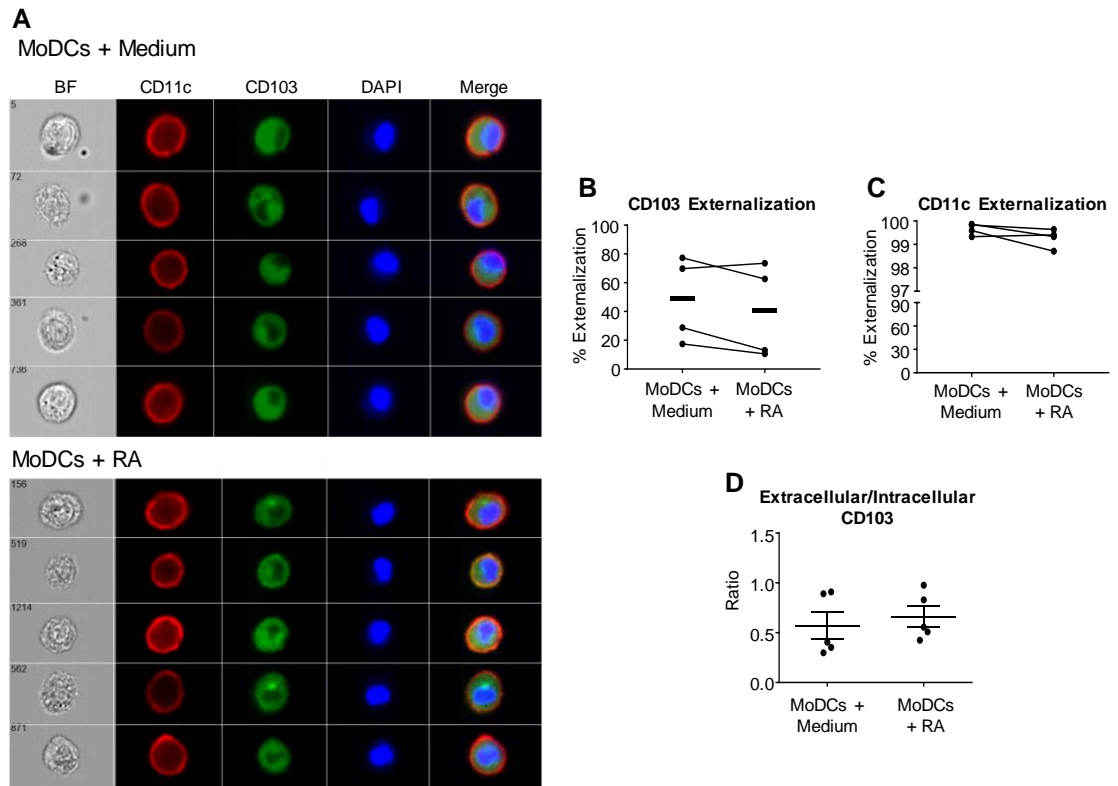 A
MoDCs + Medium
BF CD11c CD103 DAPI Merge
5
72
268
361
736
MoDCs + RA
156
519
1214
562
871
B
CD103 Externalization
% Externalization
100
80
60
40
20
0
MoDCs + Medium
MoDCs + RA
C
CD11c Externalization
% Externalization
100
99
98
97
90
60
30
0
MoDCs + Medium
MoDCs + RA
D
Extracellular/Intracellular
CD103
Ratio
1.5
1.0
0.5
0.0
MoDCs + Medium
MoDCs + RA